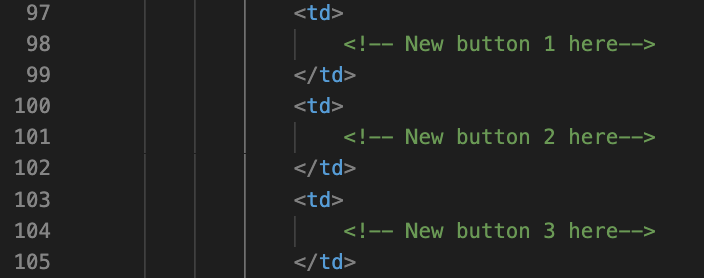 97 <td>
98 <!-- New button 1 here-->
99 </td>
100 <td>
101 <!-- New button 2 here-->
102 </td>
103 <td>
104 <!-- New button 3 here-->
105 </td>